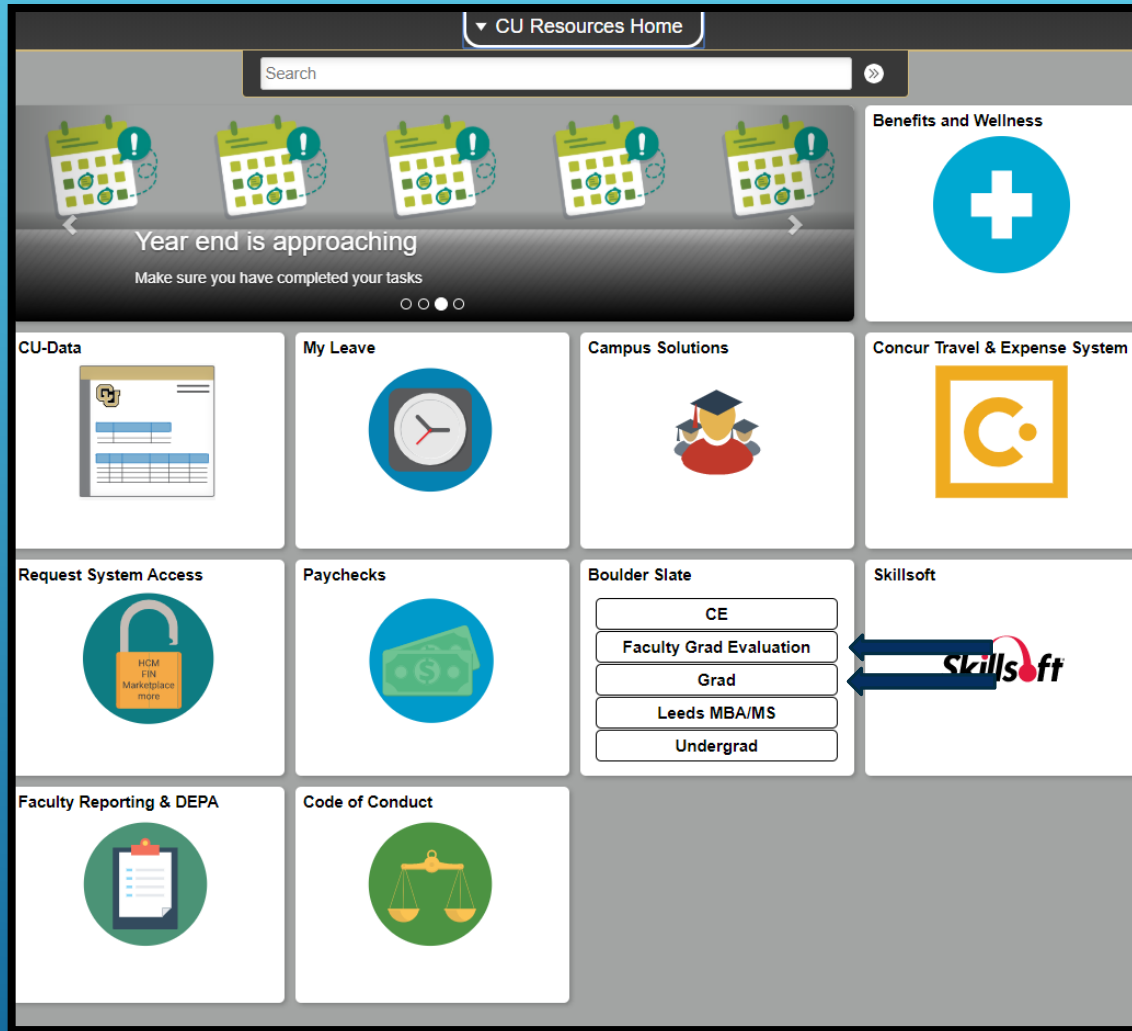 CU Resources Home
Search
Year end is approaching
Make sure you have completed your tasks
Benefits and Wellness
CU-Data
CU
My Leave
Campus Solutions
Concur Travel & Expense System
Request System Access
HCM
FIN
Marketplace
more
Paychecks
Boulder Slate
CE
Faculty Grad Evaluation
Grad
Leeds MBA/MS
Undergrad
Skillsoft
Skillsoft
Faculty Reporting & DEPA
Code of Conduct